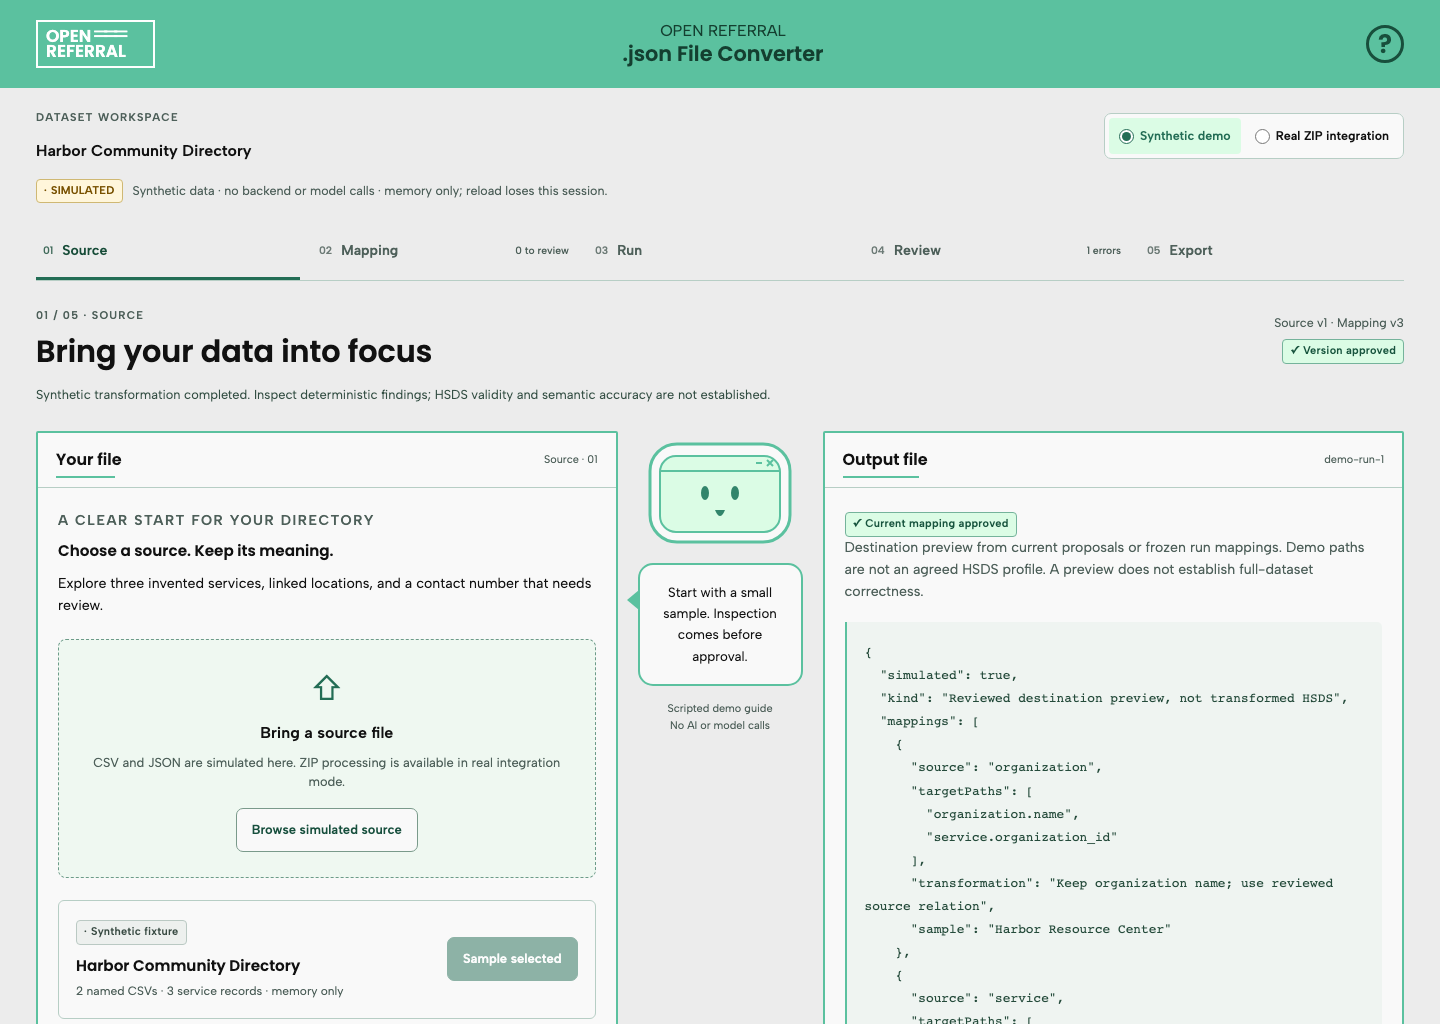 OPEN
REFERRAL
OPEN REFERRAL
.json File Converter
?
DATASET WORKSPACE
Harbor Community Directory
Synthetic demo
Real ZIP integration
· SIMULATED
Synthetic data · no backend or model calls · memory only; reload loses this session.
01 Source
02 Mapping
0 to review
03 Run
04 Review
1 errors
05 Export
01 / 05 · SOURCE
Bring your data into focus
Source v1 · Mapping v3
✓ Version approved
Synthetic transformation completed. Inspect deterministic findings; HSDS validity and semantic accuracy are not established.
Your file
Source · 01
A CLEAR START FOR YOUR DIRECTORY
Choose a source. Keep its meaning.
Explore three invented services, linked locations, and a contact number that needs
review.
Bring a source file
CSV and JSON are simulated here. ZIP processing is available in real integration
mode.
Browse simulated source
· Synthetic fixture
Harbor Community Directory
2 named CSVs · 3 service records · memory only
Sample selected
Start with a small
sample. Inspection
comes before
approval.
Scripted demo guide
No AI or model calls
Output file
demo-run-1
✓ Current mapping approved
Destination preview from current proposals or frozen run mappings. Demo paths
are not an agreed HSDS profile. A preview does not establish full-dataset
correctness.
{
"simulated": true,
"kind": "Reviewed destination preview, not transformed HSDS",
"mappings": [
{
"source": "organization",
"targetPaths": [
"organization.name",
"service.organization_id"
],
"transformation": "Keep organization name; use reviewed
source relation",
"sample": "Harbor Resource Center"
},
{
"source": "service",
"targetPaths": [